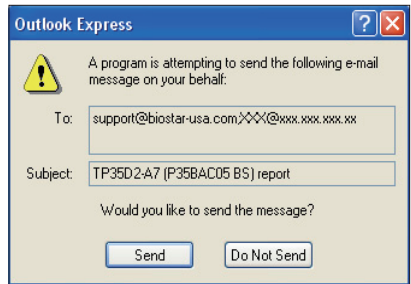 Outlook Express
A program is attempting to send the following e-mail
message on your behalf:
To: support@biostar-usa.com;XXX@xxx.xxx.xxx.xx
Subject: TP35D2-A7 (P35BAC05 BS) report
Would you like to send the message?
Send Do Not Send